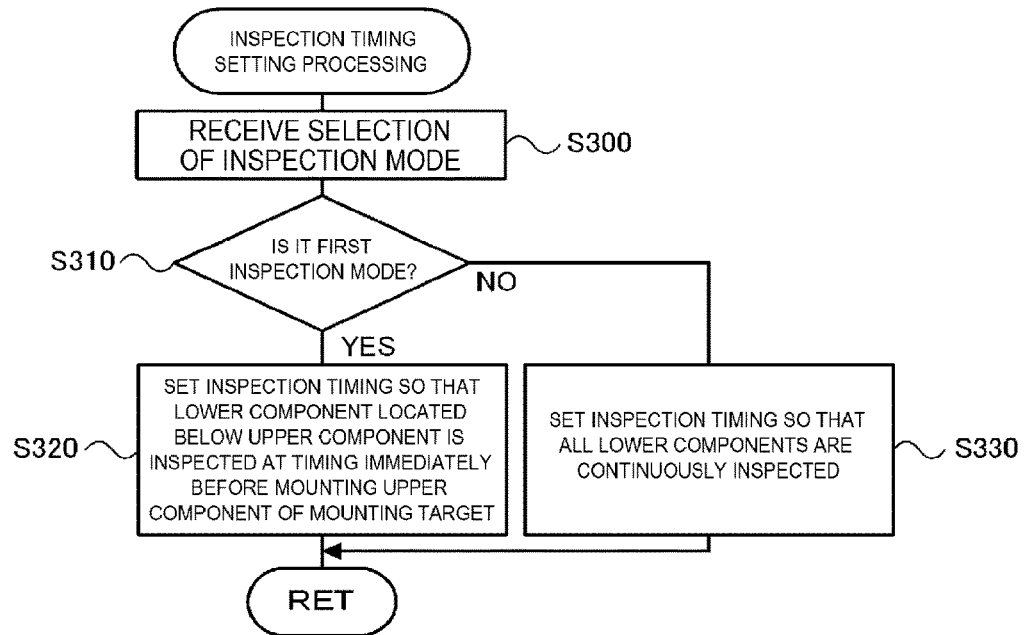 INSPECTION TIMING
SETTING PROCESSING
RECEIVE SELECTION
OF INSPECTION MODE
S300
IS IT FIRST
INSPECTION MODE?
S310
NO
YES
SET INSPECTION TIMING SO THAT
LOWER COMPONENT LOCATED
BELOW UPPER COMPONENT IS
INSPECTED AT TIMING IMMEDIATELY
BEFORE MOUNTING UPPER
COMPONENT OF MOUNTING TARGET
S320
SET INSPECTION TIMING SO THAT
ALL LOWER COMPONENTS ARE
CONTINUOUSLY INSPECTED
S330
RET